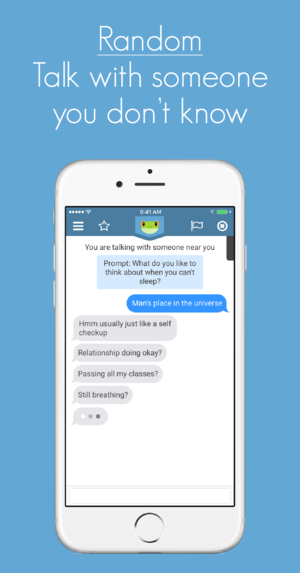 Random
Talk with someone
you don't know
9:41 AM
You are talking with someone near you
Prompt: What do you like to
think about when you can't
sleep?
Man's place in the universe
Hmm usually just like a self
checkup
Relationship doing okay?
Passing all my classes?
Still breathing?